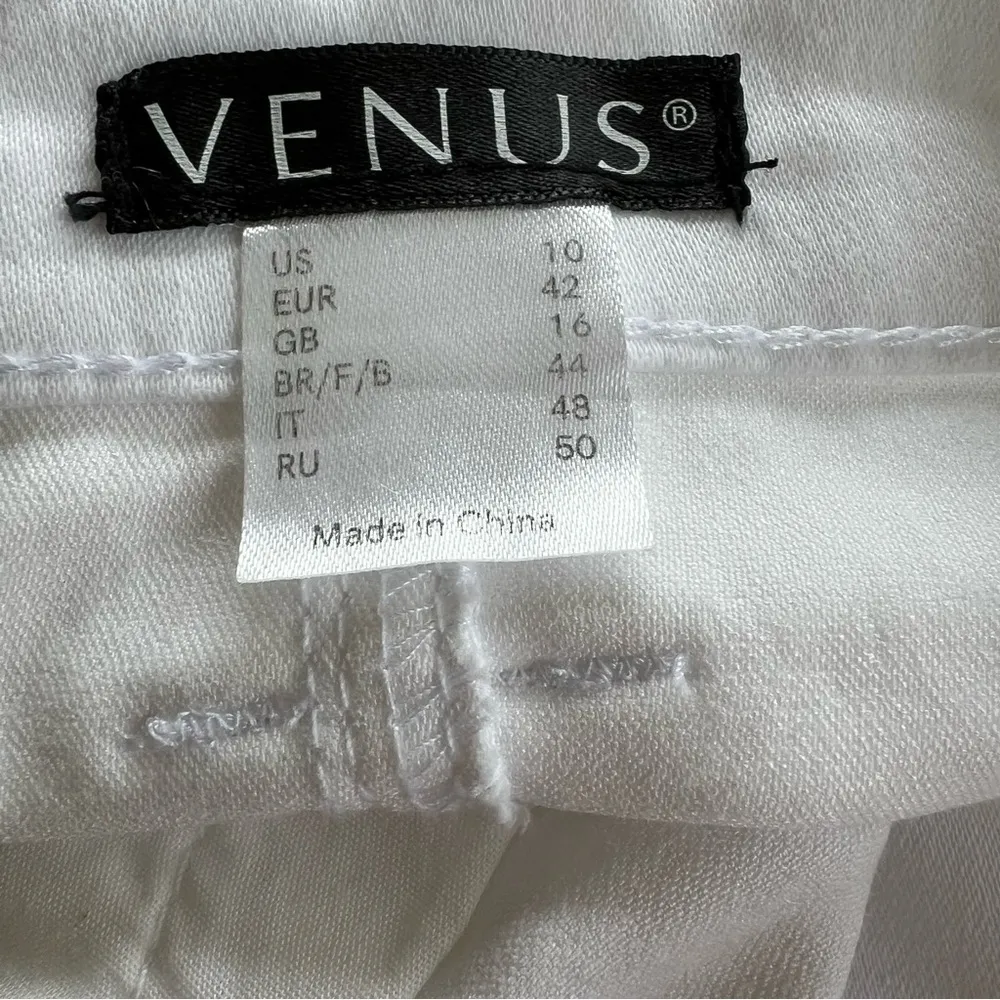 VENUS®
US 10
EUR 42
GB 16
BR/F/B 44
IT 48
RU 50
Made in China